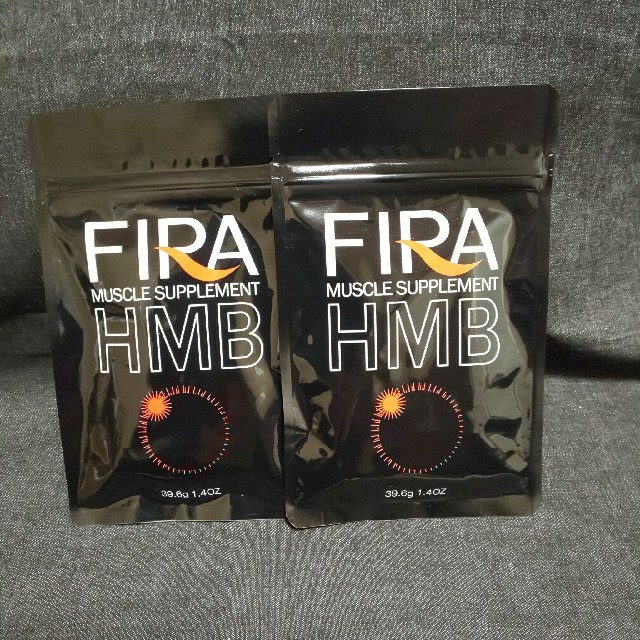 FIRA
MUSCLE SUPPLEMENT
HMB
39.6g 1.4OZ
FIRA
MUSCLE SUPPLEMENT
HMB
39.6g 1.4OZ